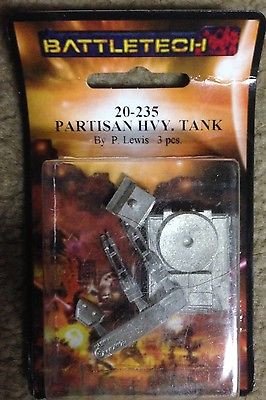 BATTLETECH
20-235
PARTISAN HVY. TANK
By P. Lewis 3 pcs.